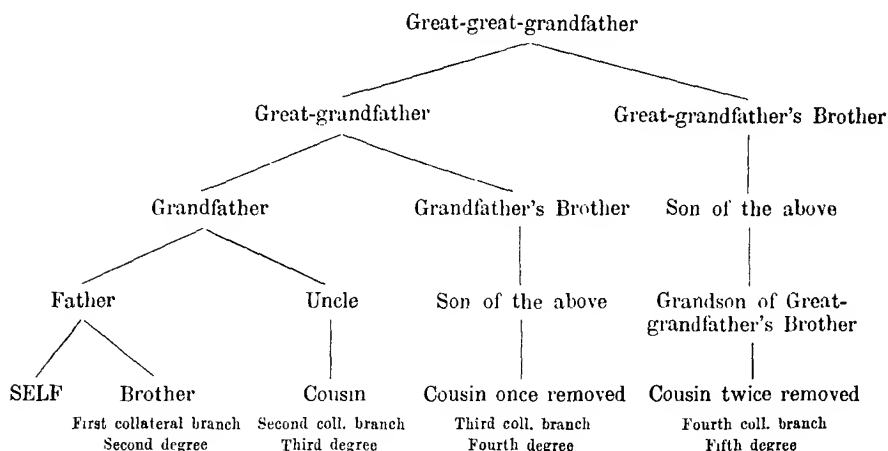 Great-great-grandfather
Great-grandfather Great-grandfather's Brother
Grandfather Grandfather's Brother Son of the above
Father Uncle Son of the above Grandson of Great-
grandfather's Brother
SELF Brother Cousin Cousin once removed Cousin twice removed
First collateral branch Second coll. branch Third coll. branch Fourth coll. branch
Second degree Third degree Fourth degree Fifth degree